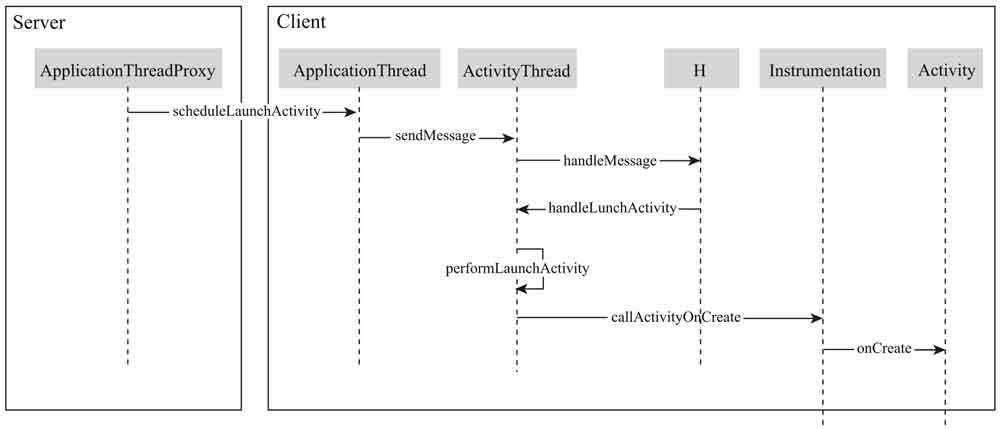 Server
Client
ApplicationThreadProxy
ApplicationThread
ActivityThread
H
Instrumentation
Activity
scheduleLaunchActivity
sendMessage
handleMessage
handleLunchActivity
performLaunchActivity
callActivityOnCreate
onCreate